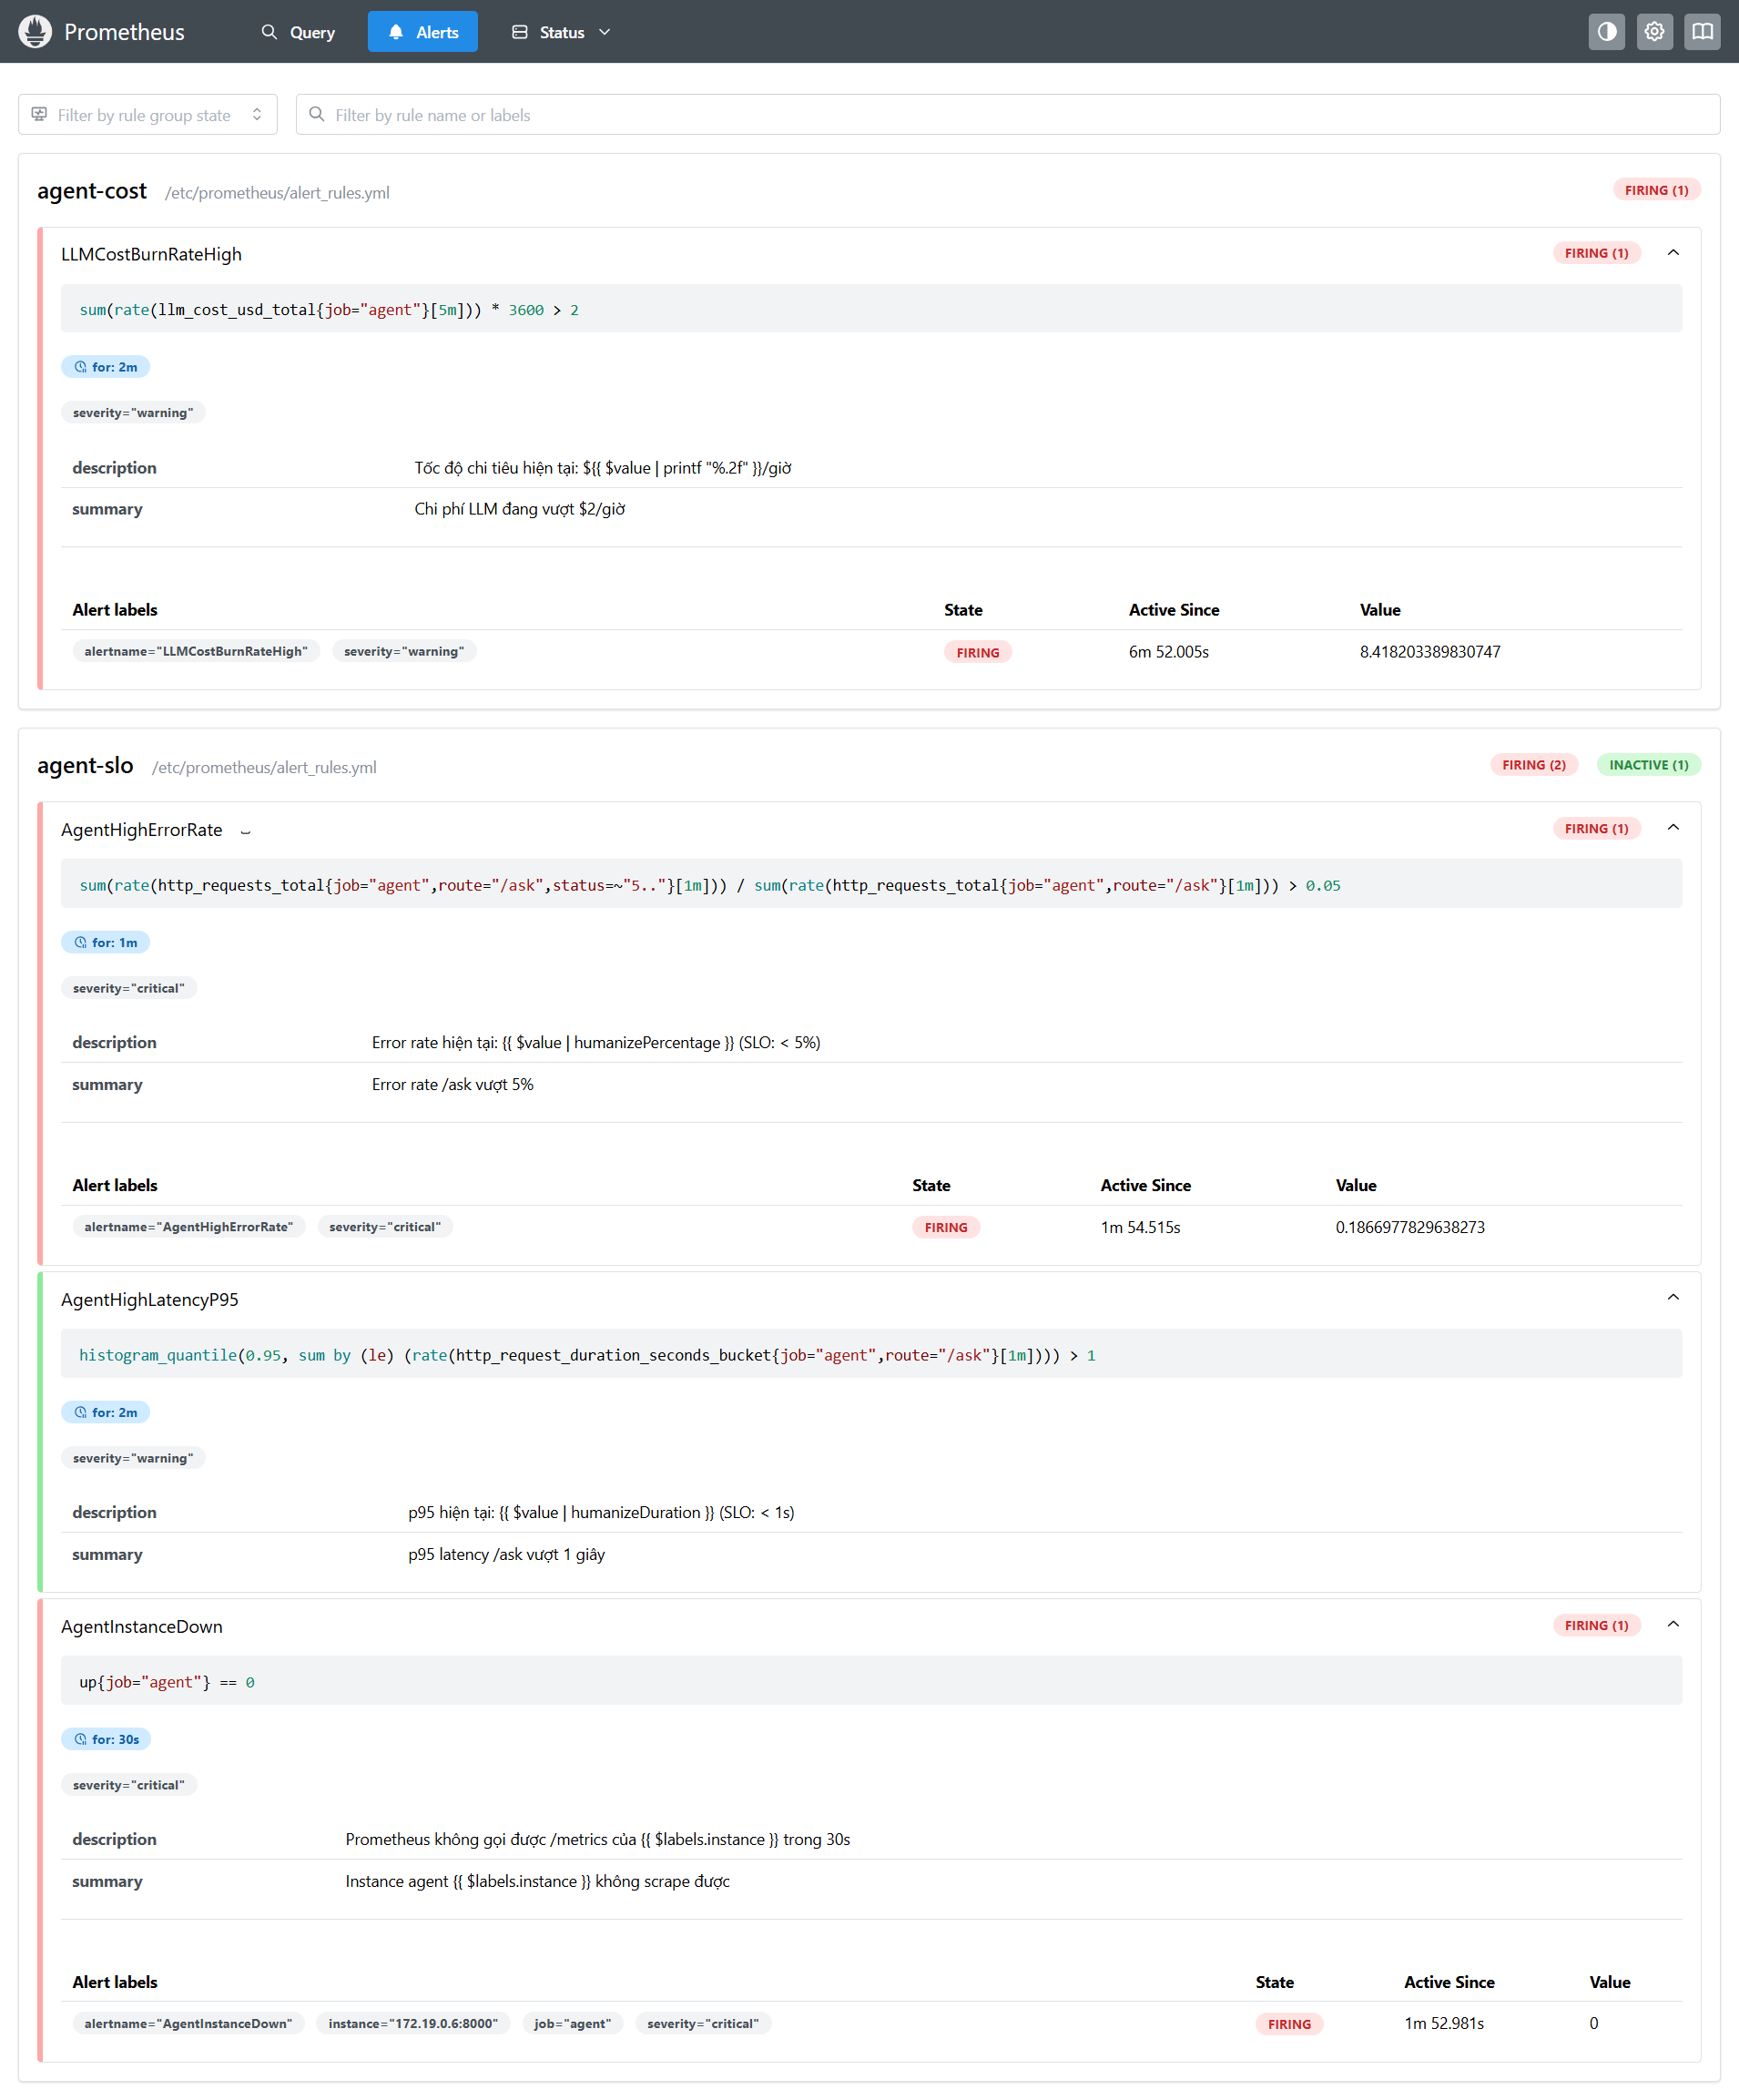 Prometheus Query Alerts Status
Filter by rule group state Filter by rule name or labels
agent-cost /etc/prometheus/alert_rules.yml FIRING (1)
LLMCostBurnRateHigh FIRING (1)
sum(rate(llm_cost_usd_total{job="agent"}[5m])) * 3600 > 2
for: 2m
severity="warning"
description Tốc độ chi tiêu hiện tại: ${{ $value | printf "%.2f" }}/giờ
summary Chi phí LLM đang vượt $2/giờ
Alert labels State Active Since Value
alertname="LLMCostBurnRateHigh" severity="warning" FIRING 6m 52.005s 8.418203389830747
agent-slo /etc/prometheus/alert_rules.yml FIRING (2) INACTIVE (1)
AgentHighErrorRate FIRING (1)
sum(rate(http_requests_total{job="agent",route="/ask",status=~"5.."}[1m])) / sum(rate(http_requests_total{job="agent",route="/ask"}[1m])) > 0.05
for: 1m
severity="critical"
description Error rate hiện tại: {{ $value | humanizePercentage }} (SLO: < 5%)
summary Error rate /ask vượt 5%
Alert labels State Active Since Value
alertname="AgentHighErrorRate" severity="critical" FIRING 1m 54.515s 0.1866977829638273
AgentHighLatencyP95
histogram_quantile(0.95, sum by (le) (rate(http_request_duration_seconds_bucket{job="agent",route="/ask"}[1m]))) > 1
for: 2m
severity="warning"
description p95 hiện tại: {{ $value | humanizeDuration }} (SLO: < 1s)
summary p95 latency /ask vượt 1 giây
AgentInstanceDown FIRING (1)
up{job="agent"} == 0
for: 30s
severity="critical"
description Prometheus không gọi được /metrics của {{ $labels.instance }} trong 30s
summary Instance agent {{ $labels.instance }} không scrape được
Alert labels State Active Since Value
alertname="AgentInstanceDown" instance="172.19.0.6:8000" job="agent" severity="critical" FIRING 1m 52.981s 0